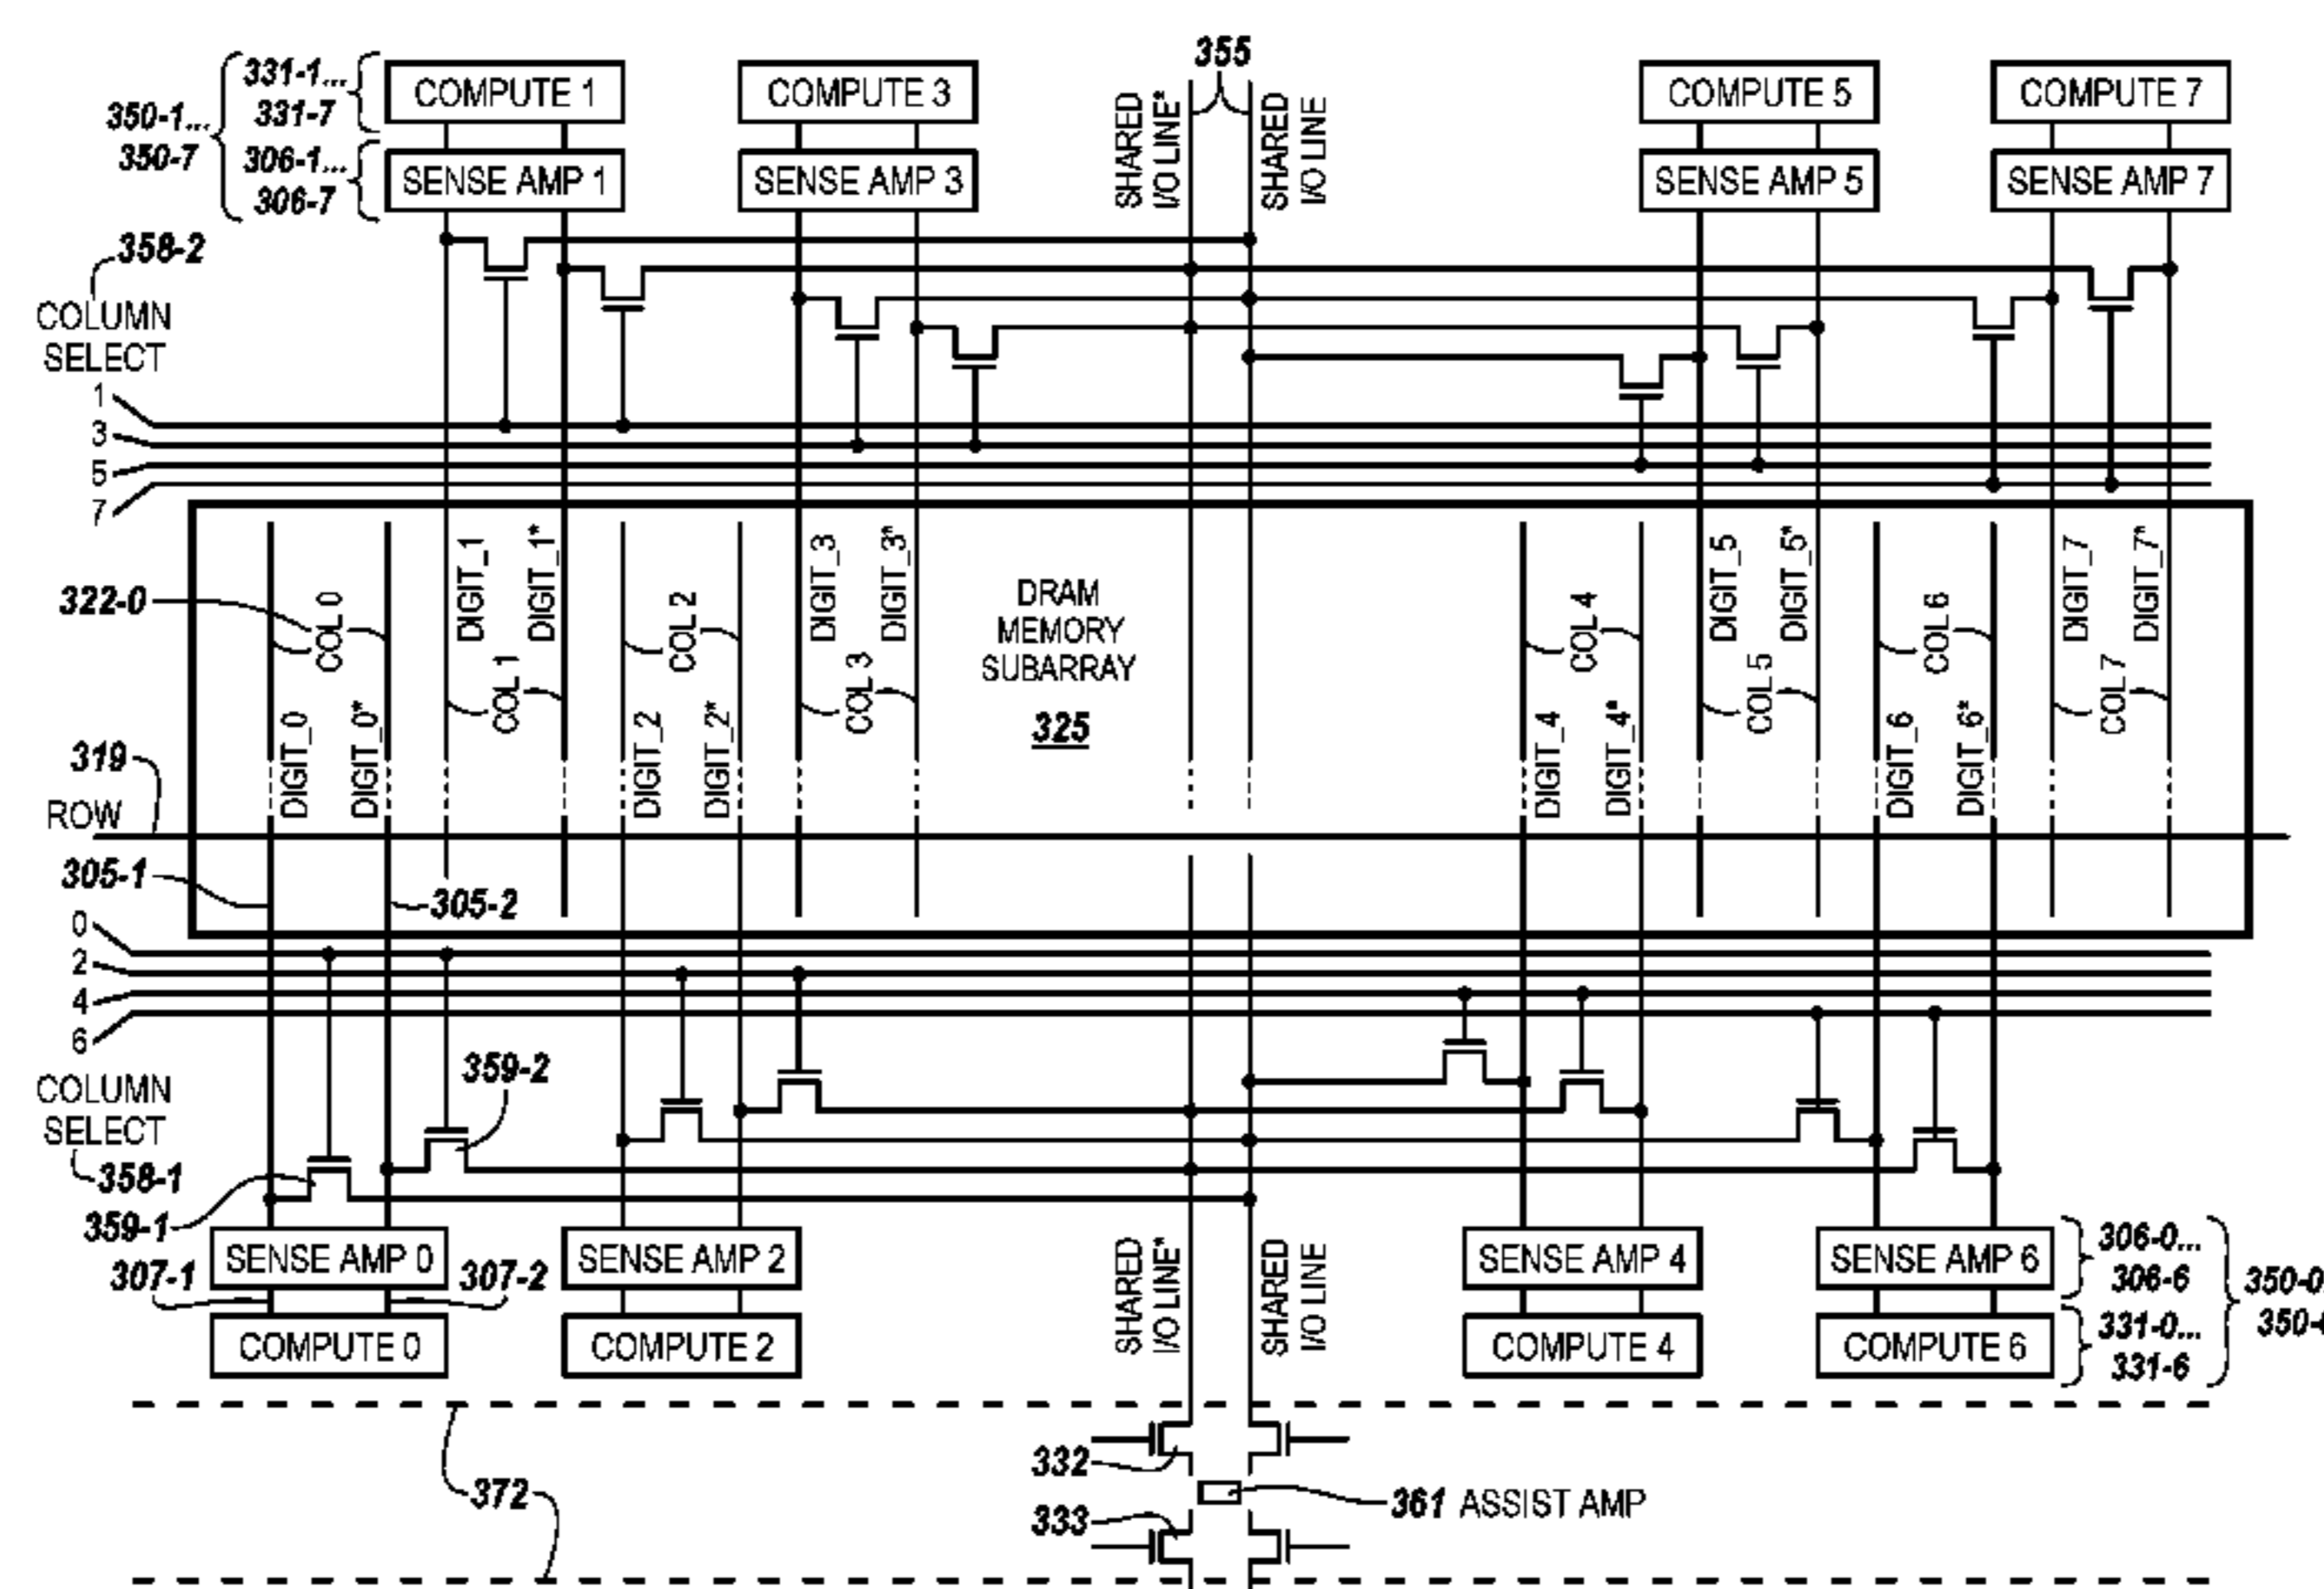 355
331-1...
331-7
350-1...
350-7
306-1...
306-7
COMPUTE 1
COMPUTE 3
COMPUTE 5
COMPUTE 7
SENSE AMP 1
SENSE AMP 3
SENSE AMP 5
SENSE AMP 7
SHARED
I/O LINE*
SHARED
I/O LINE
358-2
COLUMN
SELECT
1
3
5
7
322-0
COL 0
DIGIT_0
DIGIT_0*
DIGIT_1
DIGIT_1*
COL 1
COL 2
DIGIT_2
DIGIT_2*
DIGIT_3
DIGIT_3*
COL 3
DRAM
MEMORY
SUBARRAY
325
COL 4
DIGIT_4
DIGIT_4*
DIGIT_5
DIGIT_5*
COL 5
COL 6
DIGIT_6
DIGIT_6*
DIGIT_7
DIGIT_7*
COL 7
319
ROW
305-1
305-2
0
2
4
6
COLUMN
SELECT
358-1
359-2
359-1
SENSE AMP 0
SENSE AMP 2
SENSE AMP 4
SENSE AMP 6
307-1
307-2
COMPUTE 0
COMPUTE 2
COMPUTE 4
COMPUTE 6
SHARED
I/O LINE*
SHARED
I/O LINE
306-0...
306-6
331-0...
331-6
350-0
350-
332
372
361 ASSIST AMP
333